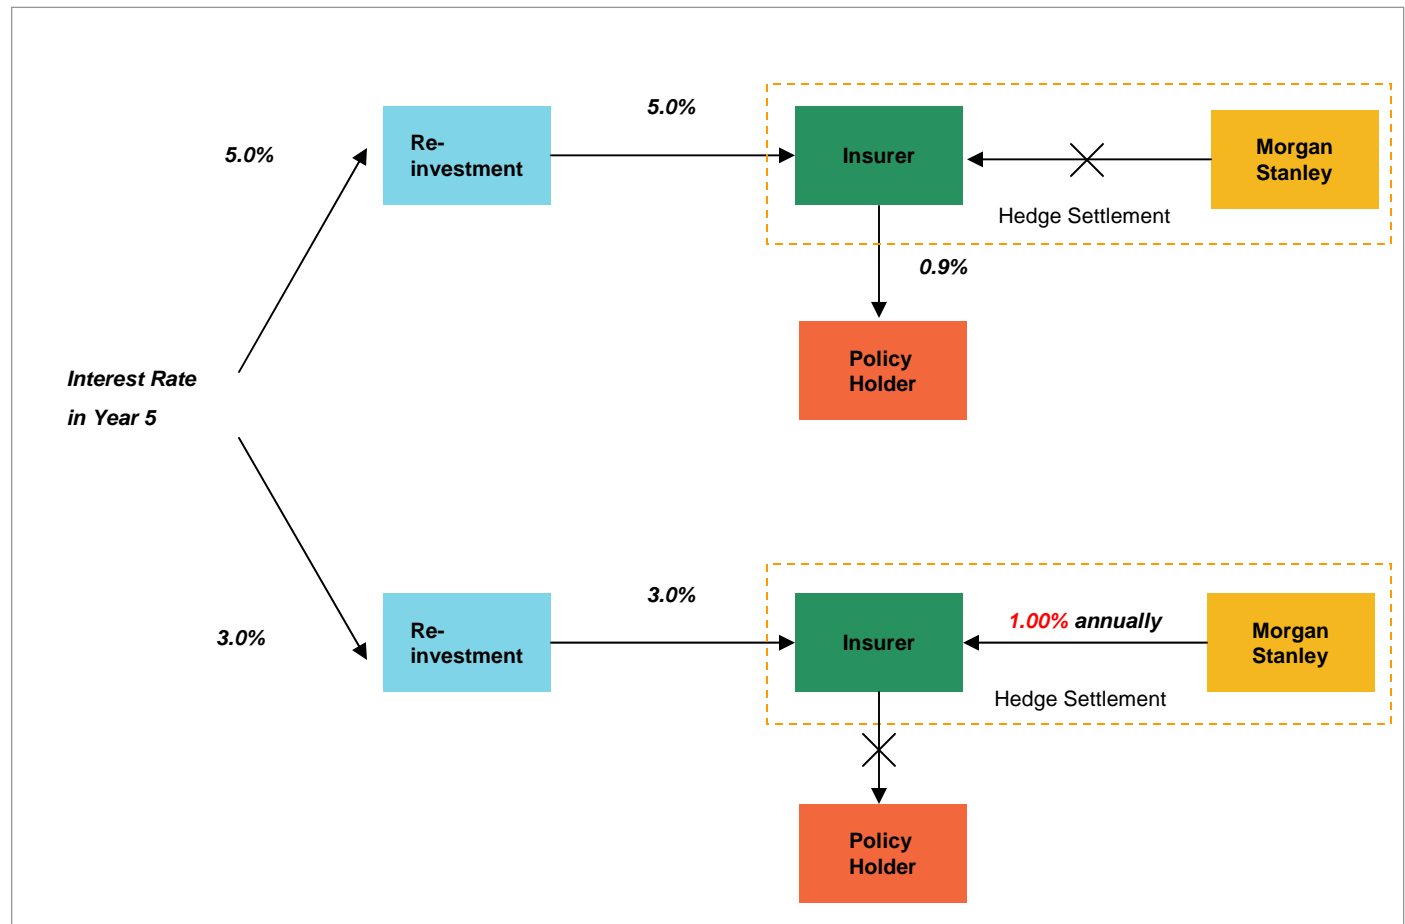 5.0%
5.0%
Re-
investment
Insurer
Morgan
Stanley
Hedge Settlement
0.9%
Policy
Holder
Interest Rate
in Year 5
3.0%
3.0%
Re-
investment
Insurer
1.00% annually
Morgan
Stanley
Hedge Settlement
Policy
Holder